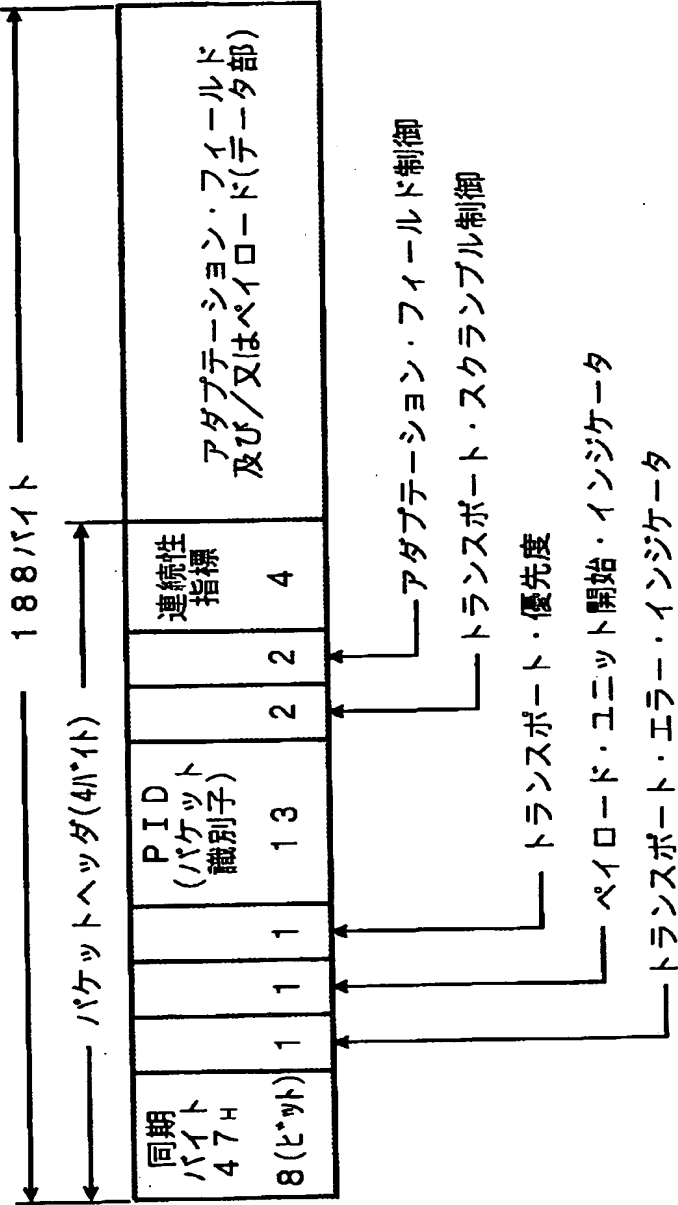 188バイト
パケットヘッダ(4バイト)
同期
バイト
47H
8(ビット)
1
1
1
PID
(パケット
識別子)
13
2
2
連続性
指標
4
アダプテーション・フィールド
及び/又はペイロード(データ部)
アダプテーション・フィールド制御
トランスポート・スクランブル制御
トランスポート・優先度
ペイロード・ユニット開始・インジケータ
トランスポート・エラー・インジケータ